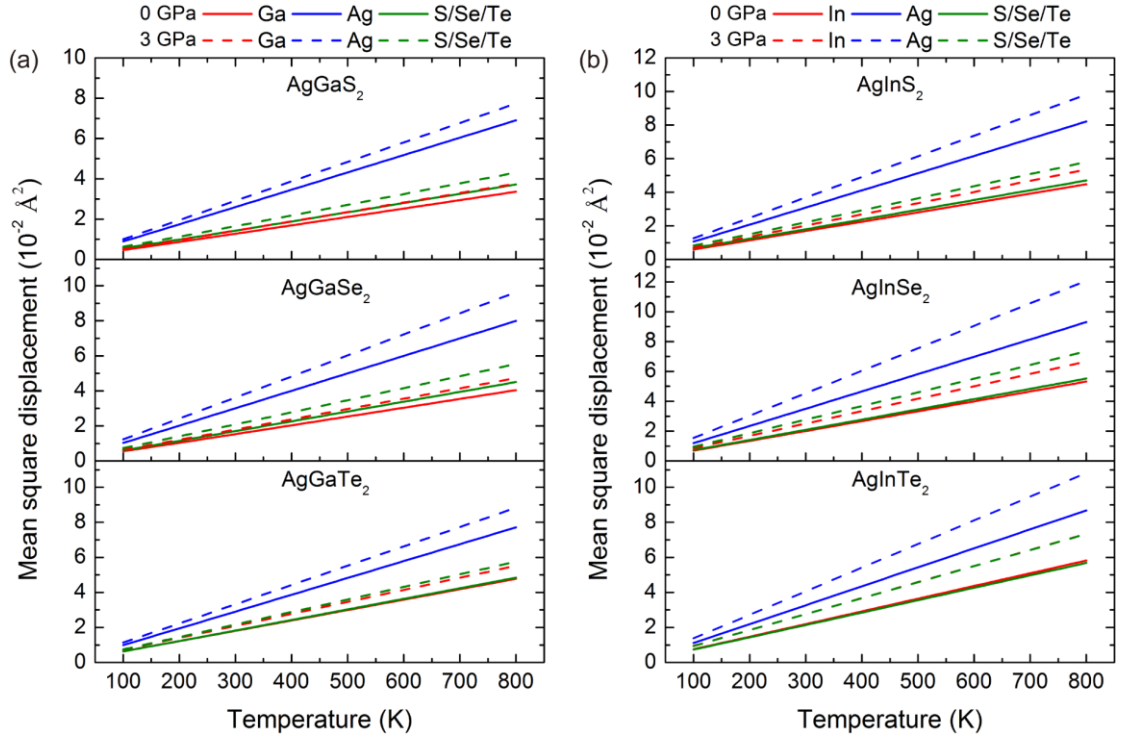 0 GPa Ga Ag S/Se/Te
3 GPa Ga Ag S/Se/Te
(a)
AgGaS2
10
8
6
4
2
0
AgGaSe2
10
8
6
4
2
0
AgGaTe2
10
8
6
4
2
0
Mean square displacement (10-2 Å2)
100 200 300 400 500 600 700 800
Temperature (K)
0 GPa In Ag S/Se/Te
3 GPa In Ag S/Se/Te
(b)
AgInS2
12
10
8
6
4
2
0
AgInSe2
12
10
8
6
4
2
0
AgInTe2
10
8
6
4
2
0
Mean square displacement (10-2 Å2)
100 200 300 400 500 600 700 800
Temperature (K)